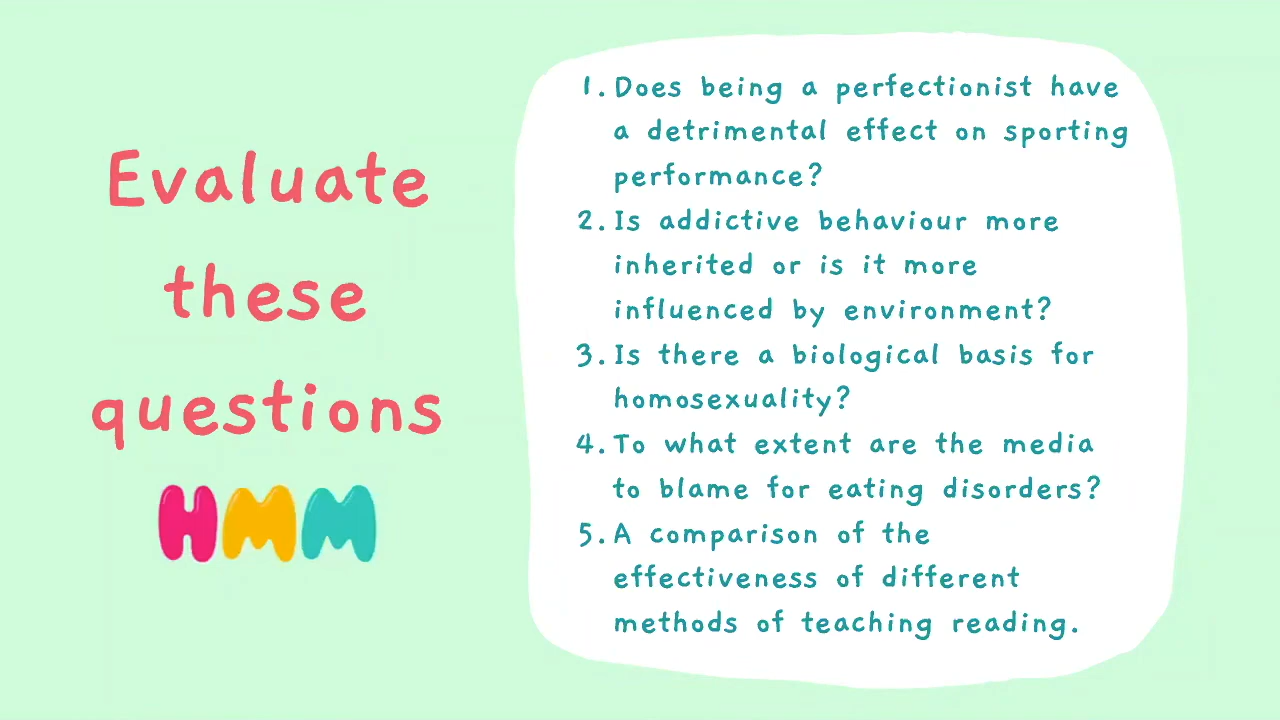 Evaluate
these
questions
HMM
1. Does being a perfectionist have
a detrimental effect on sporting
performance?
2. Is addictive behaviour more
inherited or is it more
influenced by environment?
3. Is there a biological basis for
homosexuality?
4. To what extent are the media
to blame for eating disorders?
5. A comparison of the
effectiveness of different
methods of teaching reading.